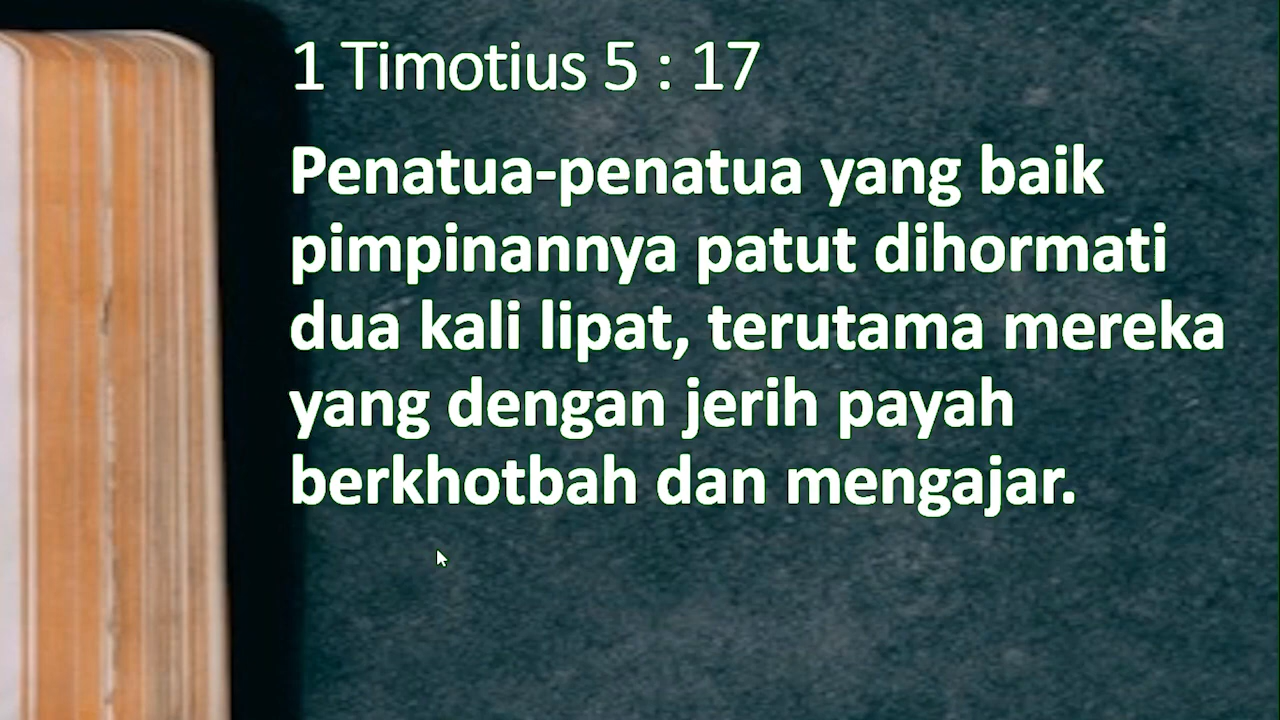 1 Timotius 5 : 17
Penatua-penatua yang baik
pimpinannya patut dihormati
dua kali lipat, terutama mereka
yang dengan jerih payah
berkhotbah dan mengajar.